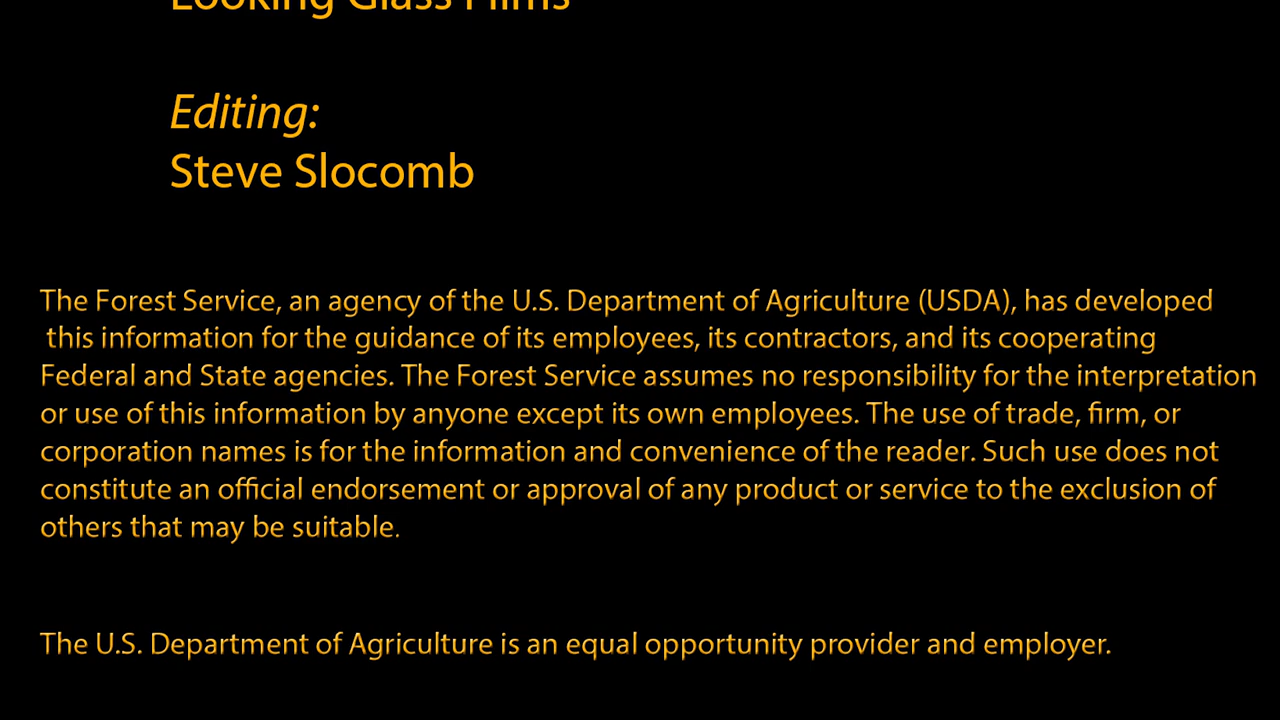 Looking Glass Films
Editing:
Steve Slocomb
The Forest Service, an agency of the U.S. Department of Agriculture (USDA), has developed
this information for the guidance of its employees, its contractors, and its cooperating
Federal and State agencies. The Forest Service assumes no responsibility for the interpretation
or use of this information by anyone except its own employees. The use of trade, firm, or
corporation names is for the information and convenience of the reader. Such use does not
constitute an official endorsement or approval of any product or service to the exclusion of
others that may be suitable.
The U.S. Department of Agriculture is an equal opportunity provider and employer.